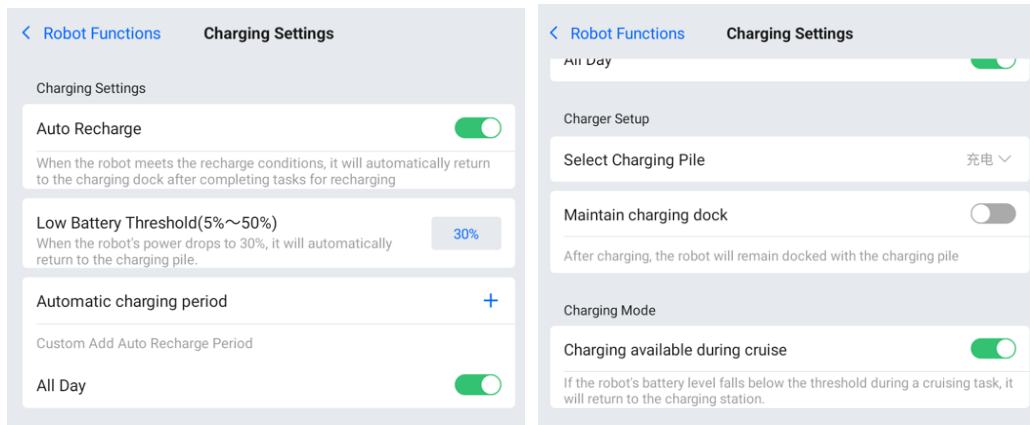 Robot Functions
Charging Settings
Charging Settings
Auto Recharge
When the robot meets the recharge conditions, it will automatically return
to the charging dock after completing tasks for recharging
Low Battery Threshold(5%～50%)
30%
When the robot's power drops to 30%, it will automatically
return to the charging pile.
Automatic charging period
Custom Add Auto Recharge Period
All Day
Robot Functions
Charging Settings
All Day
Charger Setup
Select Charging Pile
充电
Maintain charging dock
After charging, the robot will remain docked with the charging pile
Charging Mode
Charging available during cruise
If the robot's battery level falls below the threshold during a cruising task, it
will return to the charging station.